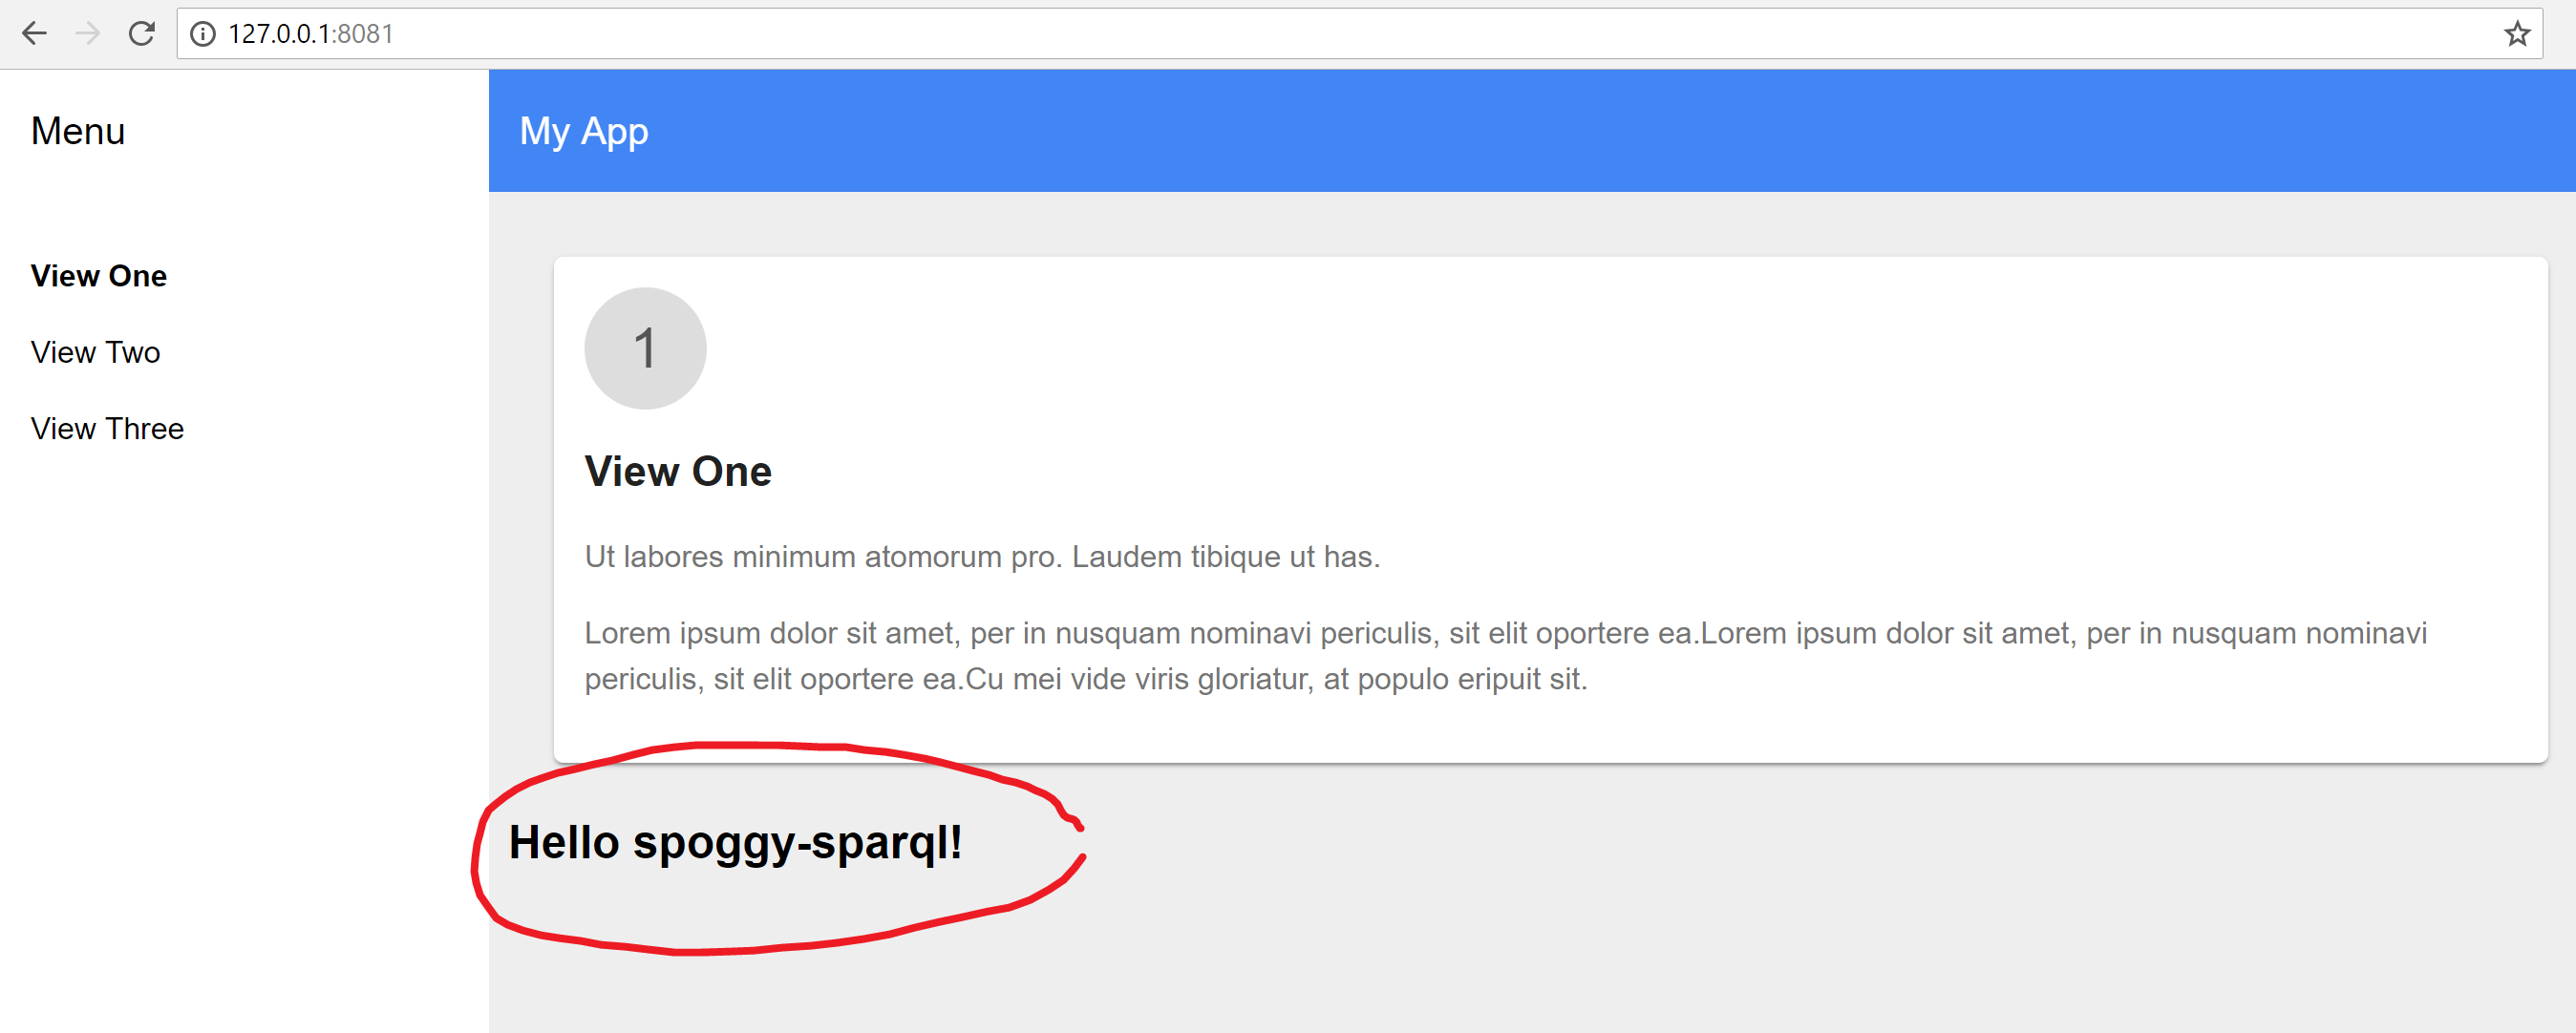 127.0.0.1:8081
Menu
My App
View One
View Two
View Three
1
View One
Ut labores minimum atomorum pro. Laudem tibique ut has.
Lorem ipsum dolor sit amet, per in nusquam nominavi periculis, sit elit oportere ea.Lorem ipsum dolor sit amet, per in nusquam nominavi
periculis, sit elit oportere ea.Cu mei vide viris gloriatur, at populo eripuit sit.
Hello spoggy-sparql!